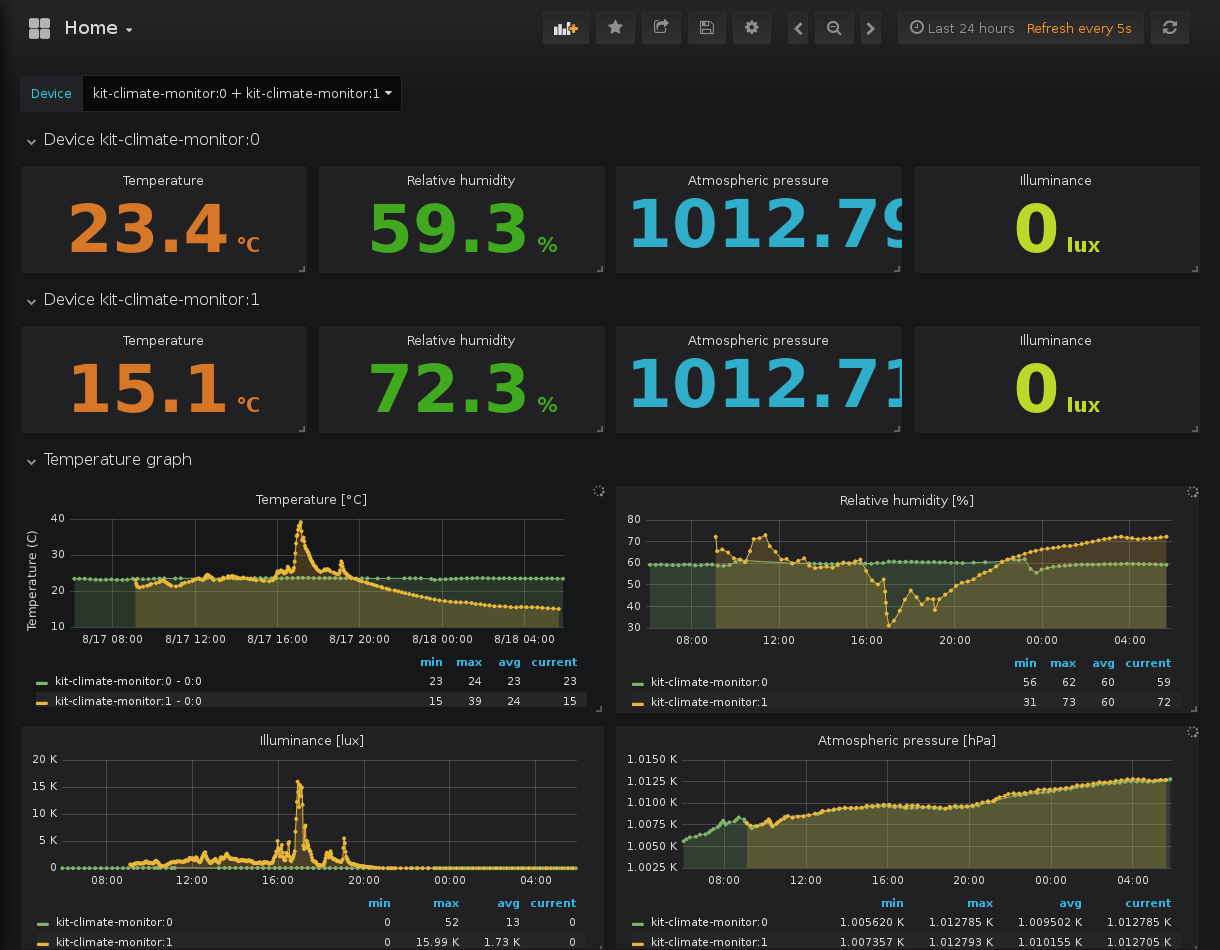 Home
Last 24 hours Refresh every 5s
Device kit-climate-monitor:0 + kit-climate-monitor:1
Device kit-climate-monitor:0
Temperature Relative humidity Atmospheric pressure Illuminance
23.4 °C 59.3 % 1012.79 0 lux
Device kit-climate-monitor:1
Temperature Relative humidity Atmospheric pressure Illuminance
15.1 °C 72.3 % 1012.71 0 lux
Temperature graph
Temperature [°C]
Temperature (C)
40
30
20
10
8/17 08:00 8/17 12:00 8/17 16:00 8/17 20:00 8/18 00:00 8/18 04:00
min max avg current
kit-climate-monitor:0 - 0:0 23 24 23 23
kit-climate-monitor:1 - 0:0 15 39 24 15
Relative humidity [%]
80
70
60
50
40
30
08:00 12:00 16:00 20:00 00:00 04:00
min max avg current
kit-climate-monitor:0 56 62 60 59
kit-climate-monitor:1 31 73 60 72
Illuminance [lux]
20 K
15 K
10 K
5 K
0
08:00 12:00 16:00 20:00 00:00 04:00
min max avg current
kit-climate-monitor:0 0 52 13 0
kit-climate-monitor:1 0 15.99 K 1.73 K 0
Atmospheric pressure [hPa]
1.0150 K
1.0125 K
1.0100 K
1.0075 K
1.0050 K
1.0025 K
08:00 12:00 16:00 20:00 00:00 04:00
min max avg current
kit-climate-monitor:0 1.005620 K 1.012785 K 1.009502 K 1.012785 K
kit-climate-monitor:1 1.007357 K 1.012793 K 1.010155 K 1.012705 K